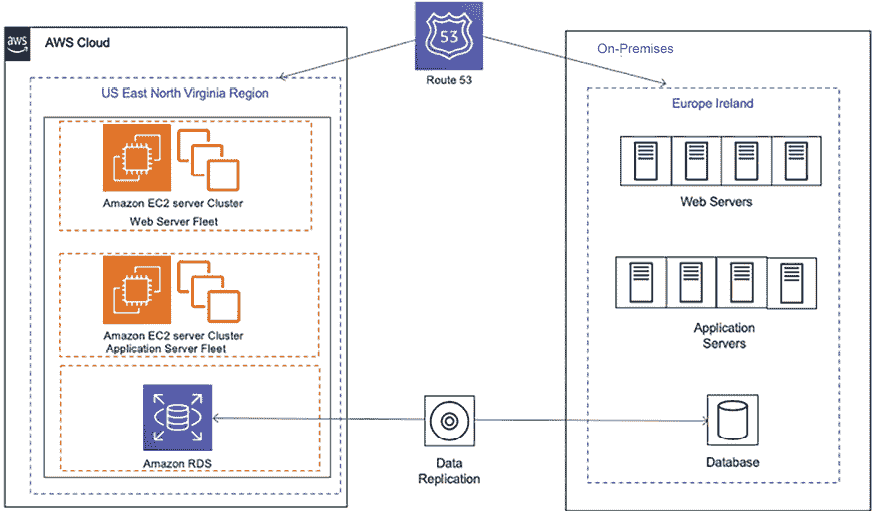 aws
AWS Cloud
53
Route 53
On-Premises
US East North Virginia Region
Europe Ireland
Amazon EC2 server Cluster
Web Server Fleet
Web Servers
Amazon EC2 server Cluster
Application Server Fleet
Application
Servers
Amazon RDS
Data
Replication
Database